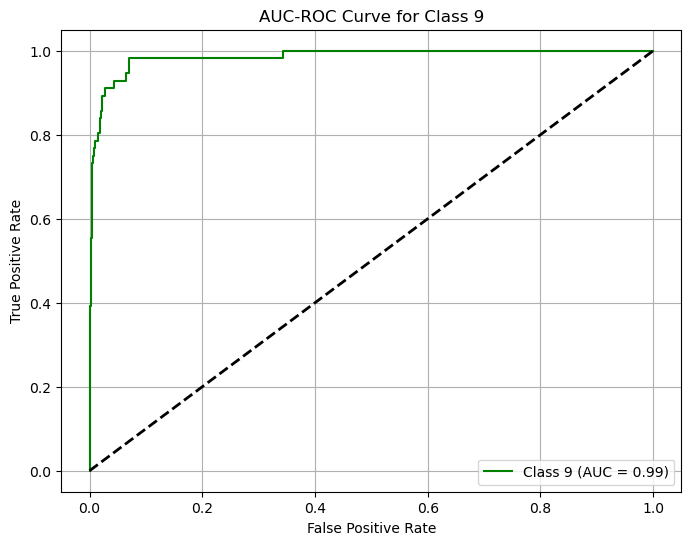 AUC-ROC Curve for Class 9
1.0
0.8
0.6
0.4
0.2
0.0
True Positive Rate
0.0 0.2 0.4 0.6 0.8 1.0
False Positive Rate
Class 9 (AUC = 0.99)